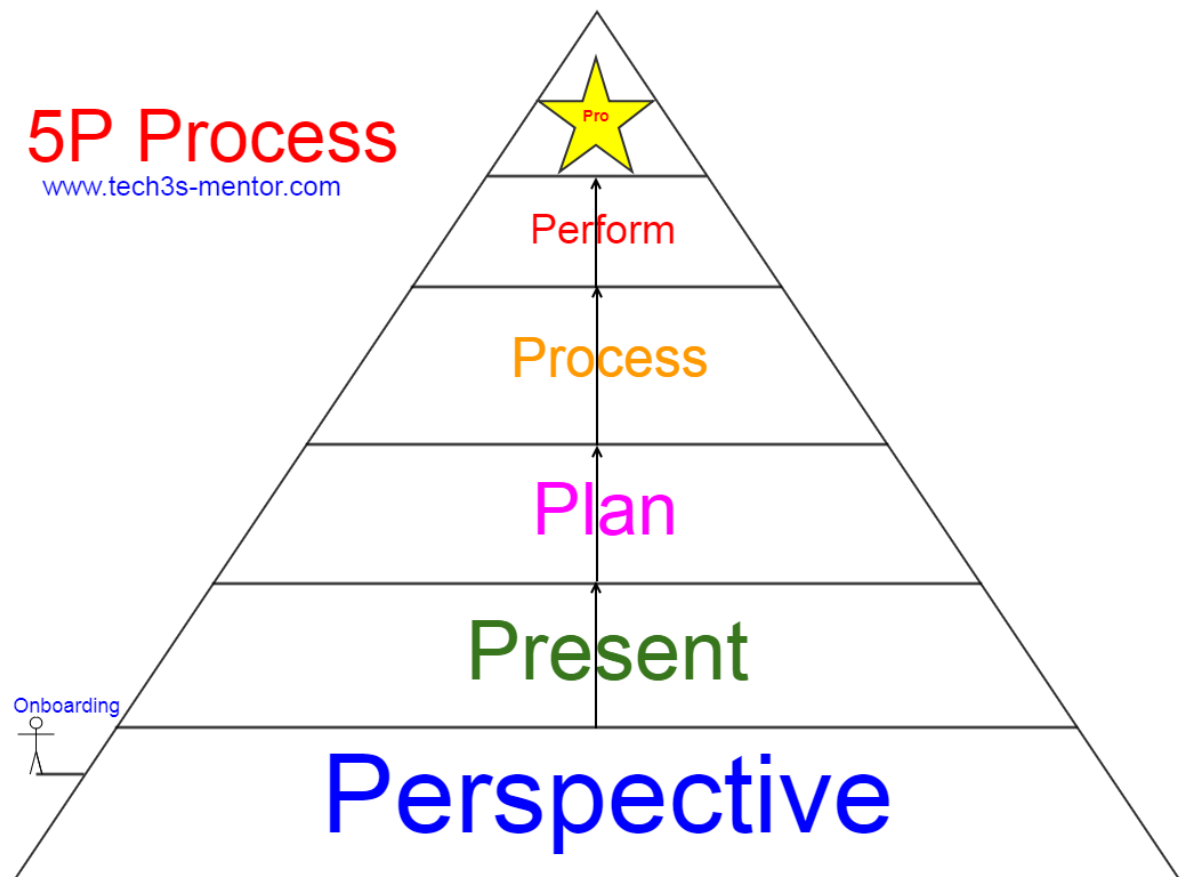 5P Process
www.tech3s-mentor.com
Pro
Perform
Process
Plan
Present
Onboarding
Perspective